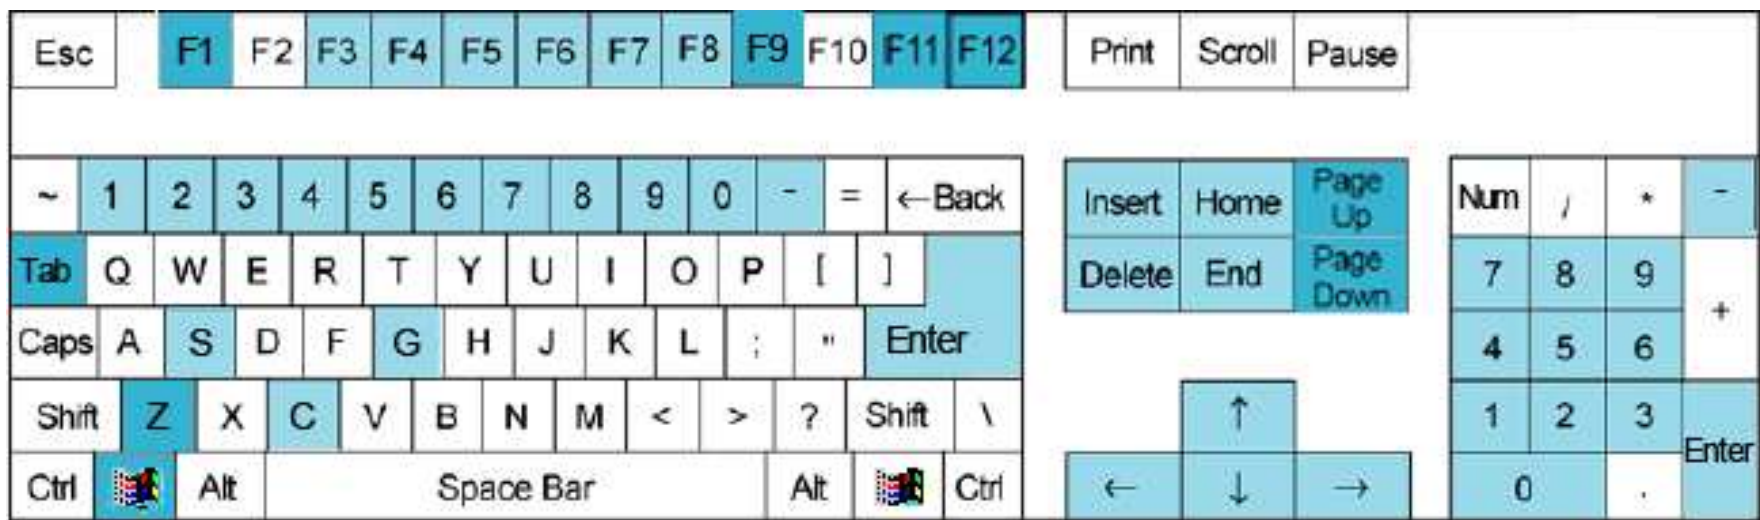 Esc F1 F2 F3 F4 F5 F6 F7 F8 F9 F10 F11 F12 Print Scroll Pause
~ 1 2 3 4 5 6 7 8 9 0 - = ←Back Insert Home Page Up Num / * -
Tab Q W E R T Y U I O P [ ] Delete End Page Down 7 8 9 +
Caps A S D F G H J K L ; " Enter 4 5 6
Shift Z X C V B N M < > ? Shift \ ↑ 1 2 3 Enter
Ctrl Alt Space Bar Alt Ctrl ← ↓ → 0 .